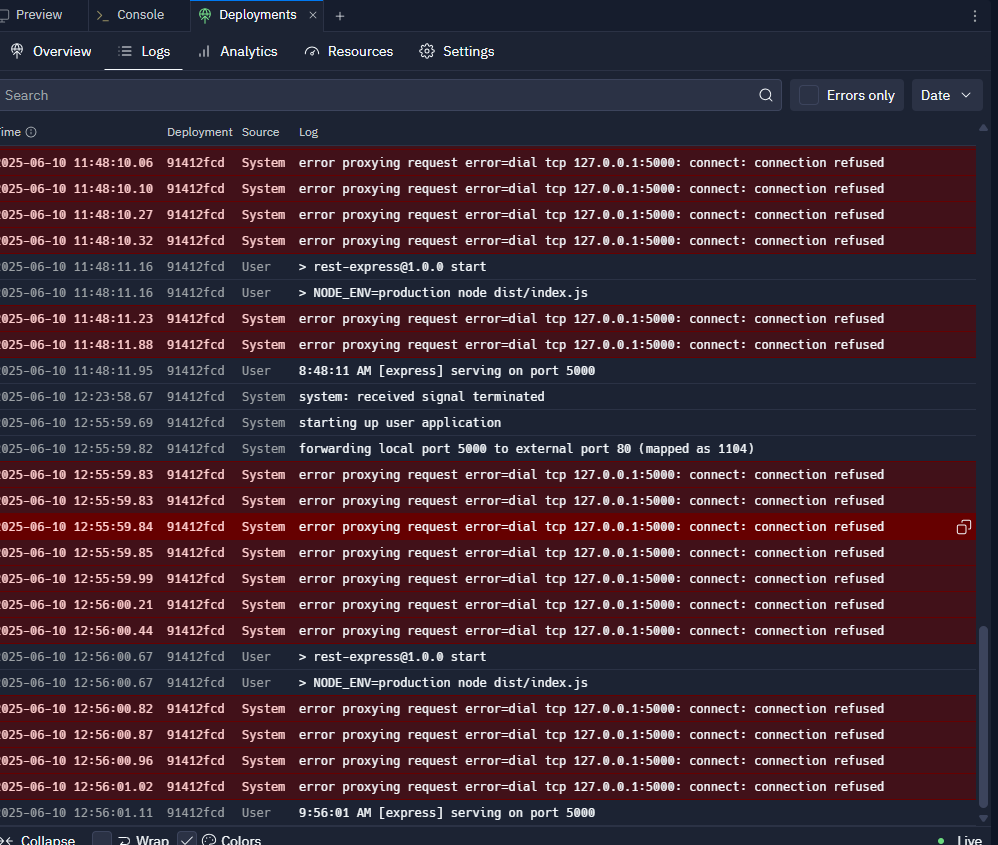 Preview Console Deployments
Overview Logs Analytics Resources Settings
Search Errors only Date
ime Deployment Source Log
025-06-10 11:48:10.06 91412fcd System error proxying request error=dial tcp 127.0.0.1:5000: connect: connection refused
025-06-10 11:48:10.10 91412fcd System error proxying request error=dial tcp 127.0.0.1:5000: connect: connection refused
025-06-10 11:48:10.27 91412fcd System error proxying request error=dial tcp 127.0.0.1:5000: connect: connection refused
025-06-10 11:48:10.32 91412fcd System error proxying request error=dial tcp 127.0.0.1:5000: connect: connection refused
025-06-10 11:48:11.16 91412fcd User > rest-express@1.0.0 start
025-06-10 11:48:11.16 91412fcd User > NODE_ENV=production node dist/index.js
025-06-10 11:48:11.23 91412fcd System error proxying request error=dial tcp 127.0.0.1:5000: connect: connection refused
025-06-10 11:48:11.88 91412fcd System error proxying request error=dial tcp 127.0.0.1:5000: connect: connection refused
025-06-10 11:48:11.95 91412fcd User 8:48:11 AM [express] serving on port 5000
025-06-10 12:23:58.67 91412fcd System system: received signal terminated
025-06-10 12:55:59.69 91412fcd System starting up user application
025-06-10 12:55:59.82 91412fcd System forwarding local port 5000 to external port 80 (mapped as 1104)
025-06-10 12:55:59.83 91412fcd System error proxying request error=dial tcp 127.0.0.1:5000: connect: connection refused
025-06-10 12:55:59.83 91412fcd System error proxying request error=dial tcp 127.0.0.1:5000: connect: connection refused
025-06-10 12:55:59.84 91412fcd System error proxying request error=dial tcp 127.0.0.1:5000: connect: connection refused
025-06-10 12:55:59.85 91412fcd System error proxying request error=dial tcp 127.0.0.1:5000: connect: connection refused
025-06-10 12:55:59.99 91412fcd System error proxying request error=dial tcp 127.0.0.1:5000: connect: connection refused
025-06-10 12:56:00.21 91412fcd System error proxying request error=dial tcp 127.0.0.1:5000: connect: connection refused
025-06-10 12:56:00.44 91412fcd System error proxying request error=dial tcp 127.0.0.1:5000: connect: connection refused
025-06-10 12:56:00.67 91412fcd User > rest-express@1.0.0 start
025-06-10 12:56:00.67 91412fcd User > NODE_ENV=production node dist/index.js
025-06-10 12:56:00.82 91412fcd System error proxying request error=dial tcp 127.0.0.1:5000: connect: connection refused
025-06-10 12:56:00.87 91412fcd System error proxying request error=dial tcp 127.0.0.1:5000: connect: connection refused
025-06-10 12:56:00.96 91412fcd System error proxying request error=dial tcp 127.0.0.1:5000: connect: connection refused
025-06-10 12:56:01.02 91412fcd System error proxying request error=dial tcp 127.0.0.1:5000: connect: connection refused
025-06-10 12:56:01.11 91412fcd User 9:56:01 AM [express] serving on port 5000
Collapse Wrap Colors Live